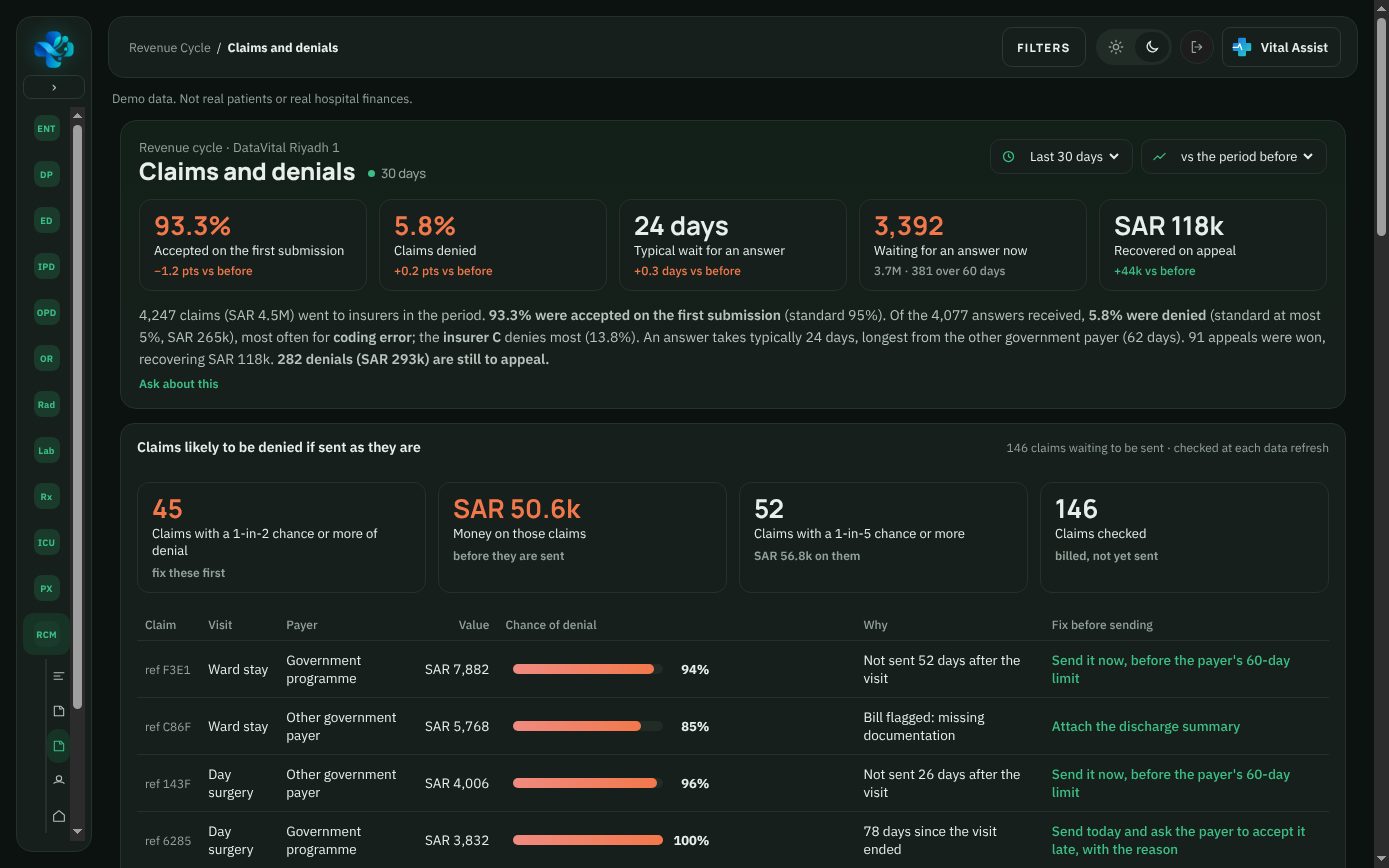 Revenue Cycle / Claims and denials
FILTERS
Vital Assist
Demo data. Not real patients or real hospital finances.
ENT
DP
ED
IPD
OPD
OR
Rad
Lab
Rx
ICU
PX
RCM
Revenue cycle · DataVital Riyadh 1
Claims and denials
30 days
Last 30 days
vs the period before
93.3%
Accepted on the first submission
−1.2 pts vs before
5.8%
Claims denied
+0.2 pts vs before
24 days
Typical wait for an answer
+0.3 days vs before
3,392
Waiting for an answer now
3.7M · 381 over 60 days
SAR 118k
Recovered on appeal
+44k vs before
4,247 claims (SAR 4.5M) went to insurers in the period. 93.3% were accepted on the first submission (standard 95%). Of the 4,077 answers received, 5.8% were denied (standard at most
5%, SAR 265k), most often for coding error; the insurer C denies most (13.8%). An answer takes typically 24 days, longest from the other government payer (62 days). 91 appeals were won,
recovering SAR 118k. 282 denials (SAR 293k) are still to appeal.
Ask about this
Claims likely to be denied if sent as they are
146 claims waiting to be sent · checked at each data refresh
45
Claims with a 1-in-2 chance or more of
denial
fix these first
SAR 50.6k
Money on those claims
before they are sent
52
Claims with a 1-in-5 chance or more
SAR 56.8k on them
146
Claims checked
billed, not yet sent
Claim Visit Payer Value Chance of denial Why Fix before sending
ref F3E1 Ward stay Government
programme SAR 7,882 94% Not sent 52 days after the
visit Send it now, before the payer's 60-day
limit
ref C86F Ward stay Other government
payer SAR 5,768 85% Bill flagged: missing
documentation Attach the discharge summary
ref 143F Day
surgery Other government
payer SAR 4,006 96% Not sent 26 days after the
visit Send it now, before the payer's 60-day
limit
ref 6285 Day
surgery Government
programme SAR 3,832 100% 78 days since the visit
ended Send today and ask the payer to accept it
late, with the reason